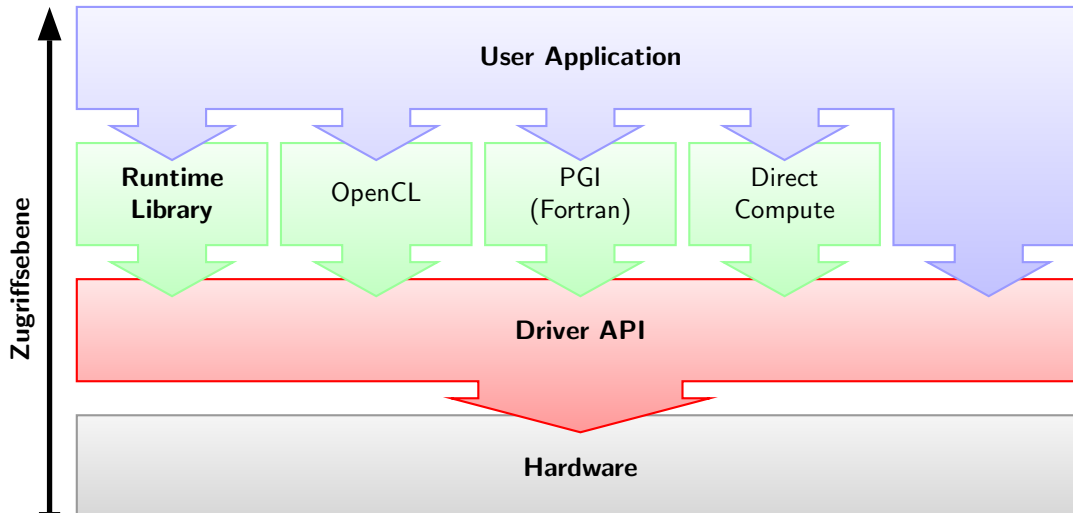 User Application
Runtime
Library
OpenCL
PGI
(Fortran)
Direct
Compute
Zugriffsebene
Driver API
Hardware